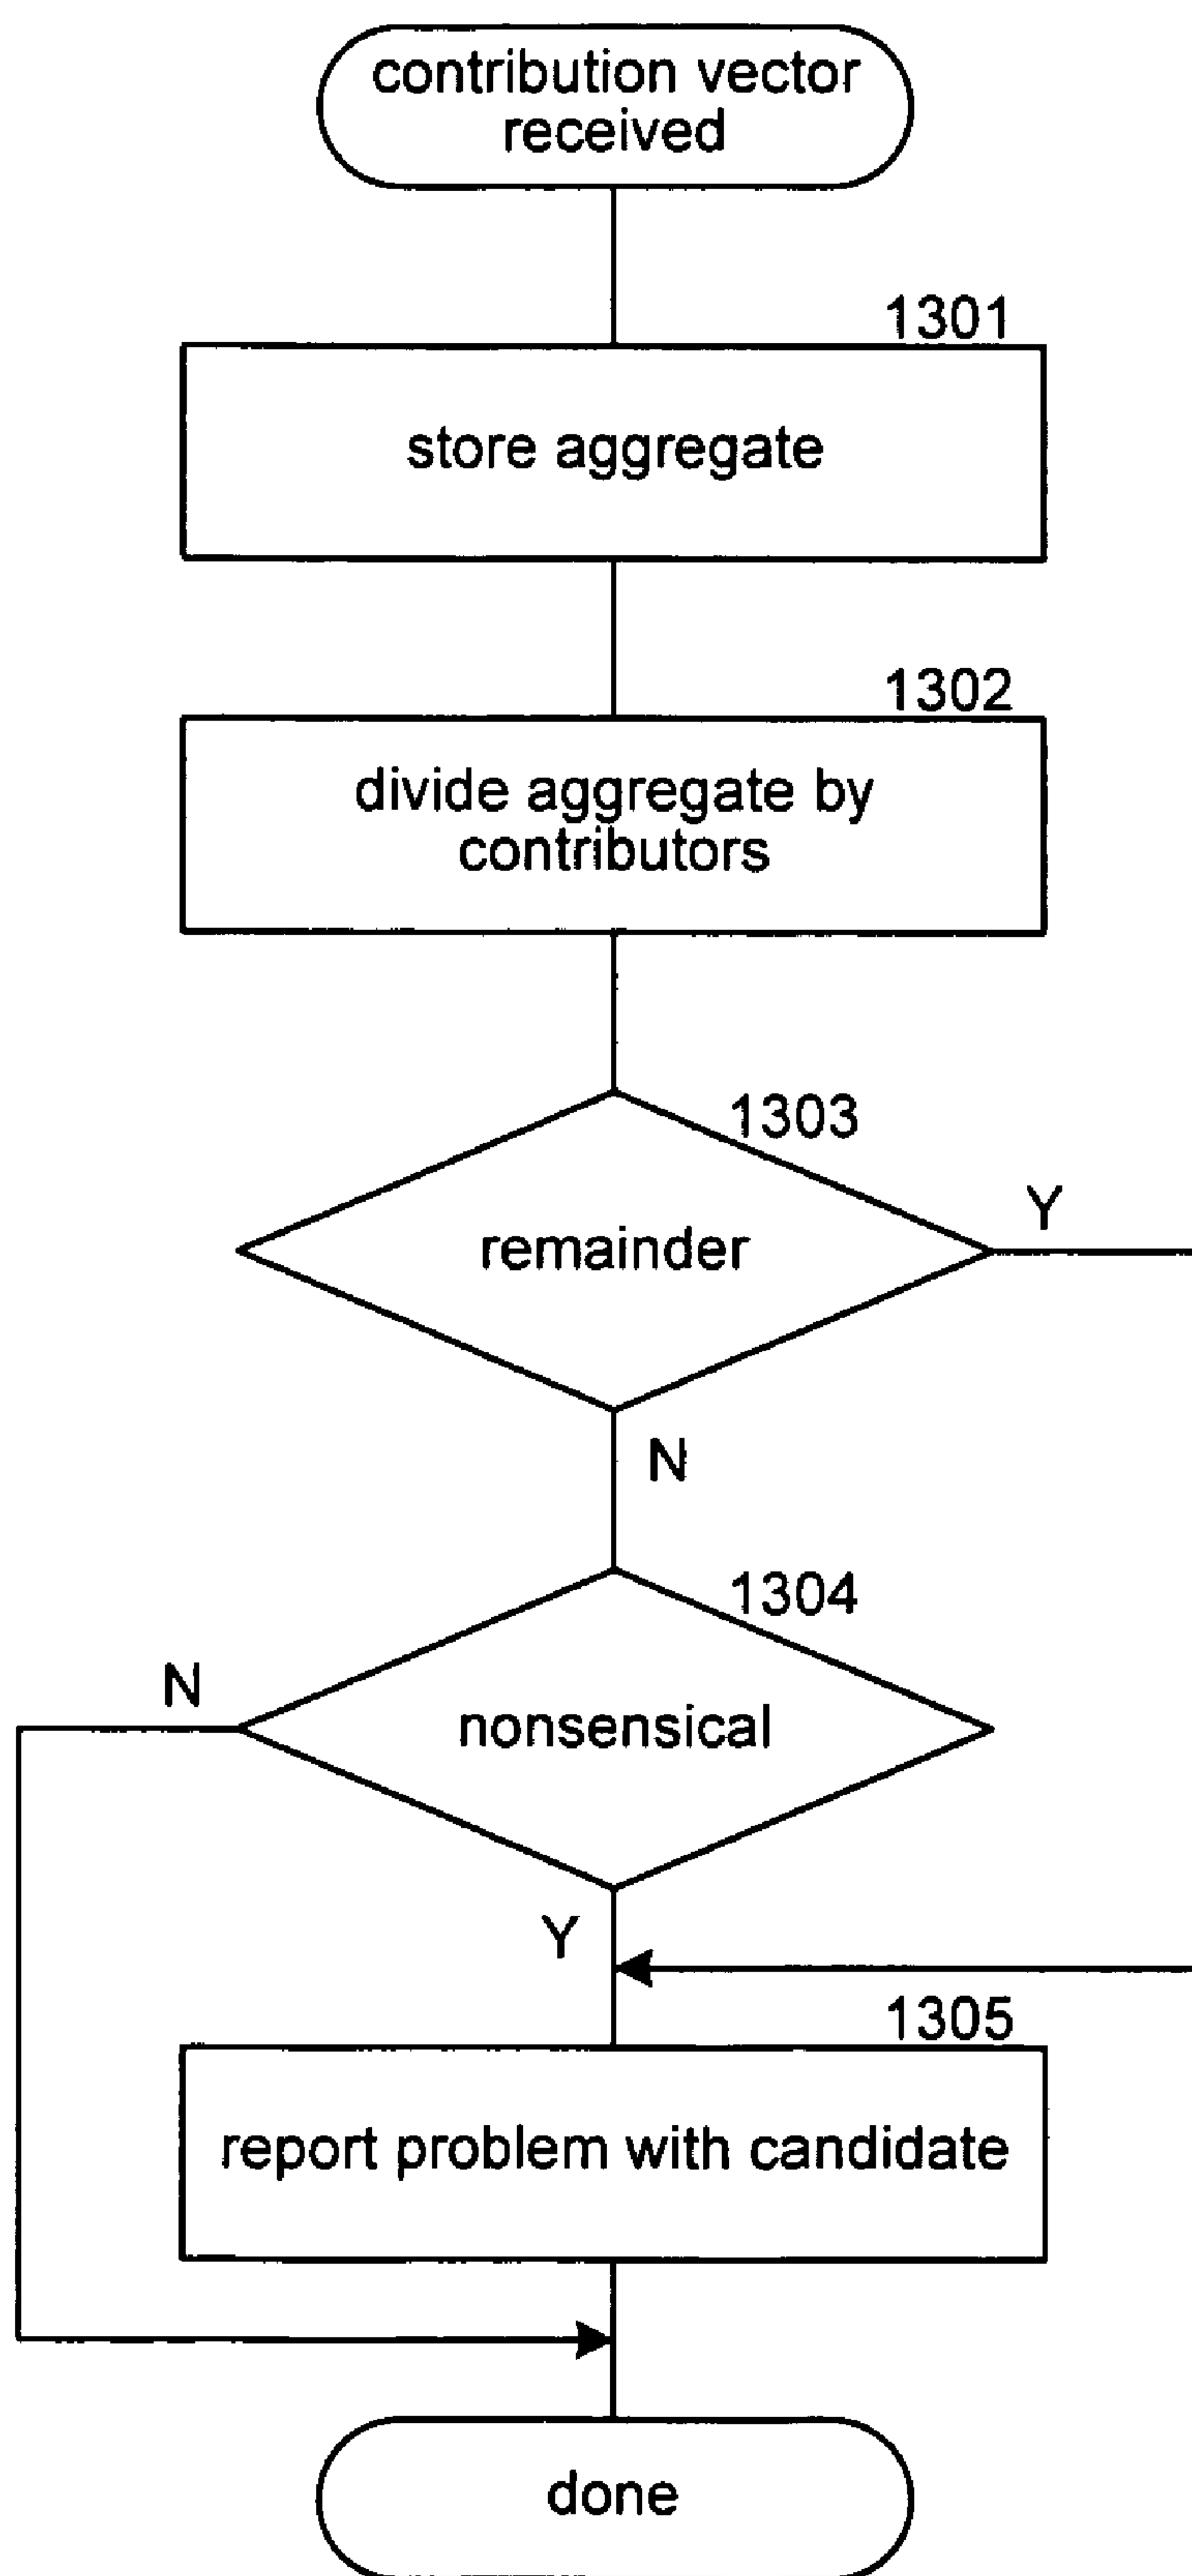 contribution vector
received
1301
store aggregate
1302
divide aggregate by
contributors
1303
remainder
Y
N
1304
N
nonsensical
Y
1305
report problem with candidate
done